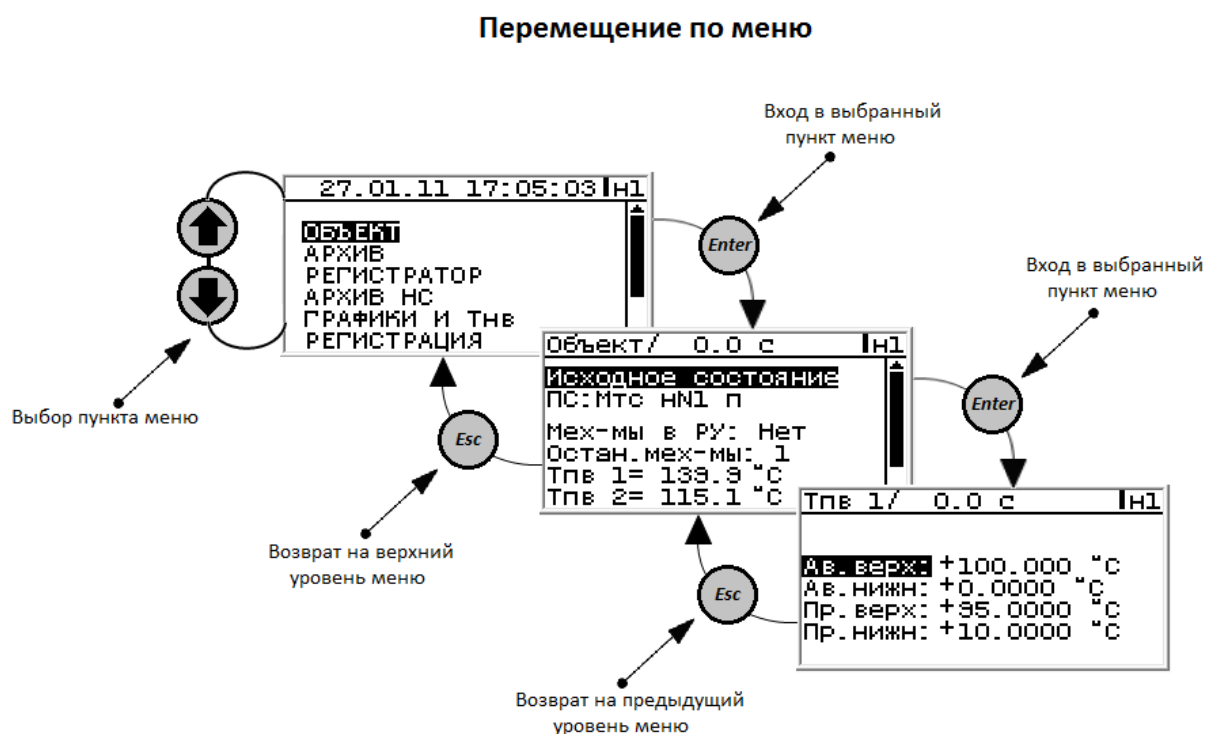 Перемещение по меню
Вход в выбранный
пункт меню
27.01.11 17:05:03 Н1
ОБЪЕКТ
АРХИВ
РЕГИСТРАТОР
АРХИВ НС
ГРАФИКИ И Тнв
РЕГИСТРАЦИЯ
Enter
Вход в выбранный
пункт меню
Выбор пункта меню
Объект/ 0.0 с Н1
Исходное состояние
ПС:Мтс нN1 п
Мех-мы в РУ: Нет
Остан.мех-мы: 1
Тпв 1= 139.9 °С
Тпв 2= 115.1 °С
Enter
Esc
Возврат на верхний
уровень меню
Тпв 1/ 0.0 с Н1
Ав.верх: +100.000 °С
Ав.нижн: +0.0000 °С
Пр.верх: +95.0000 °С
Пр.нижн: +10.0000 °С
Esc
Возврат на предыдущий
уровень меню